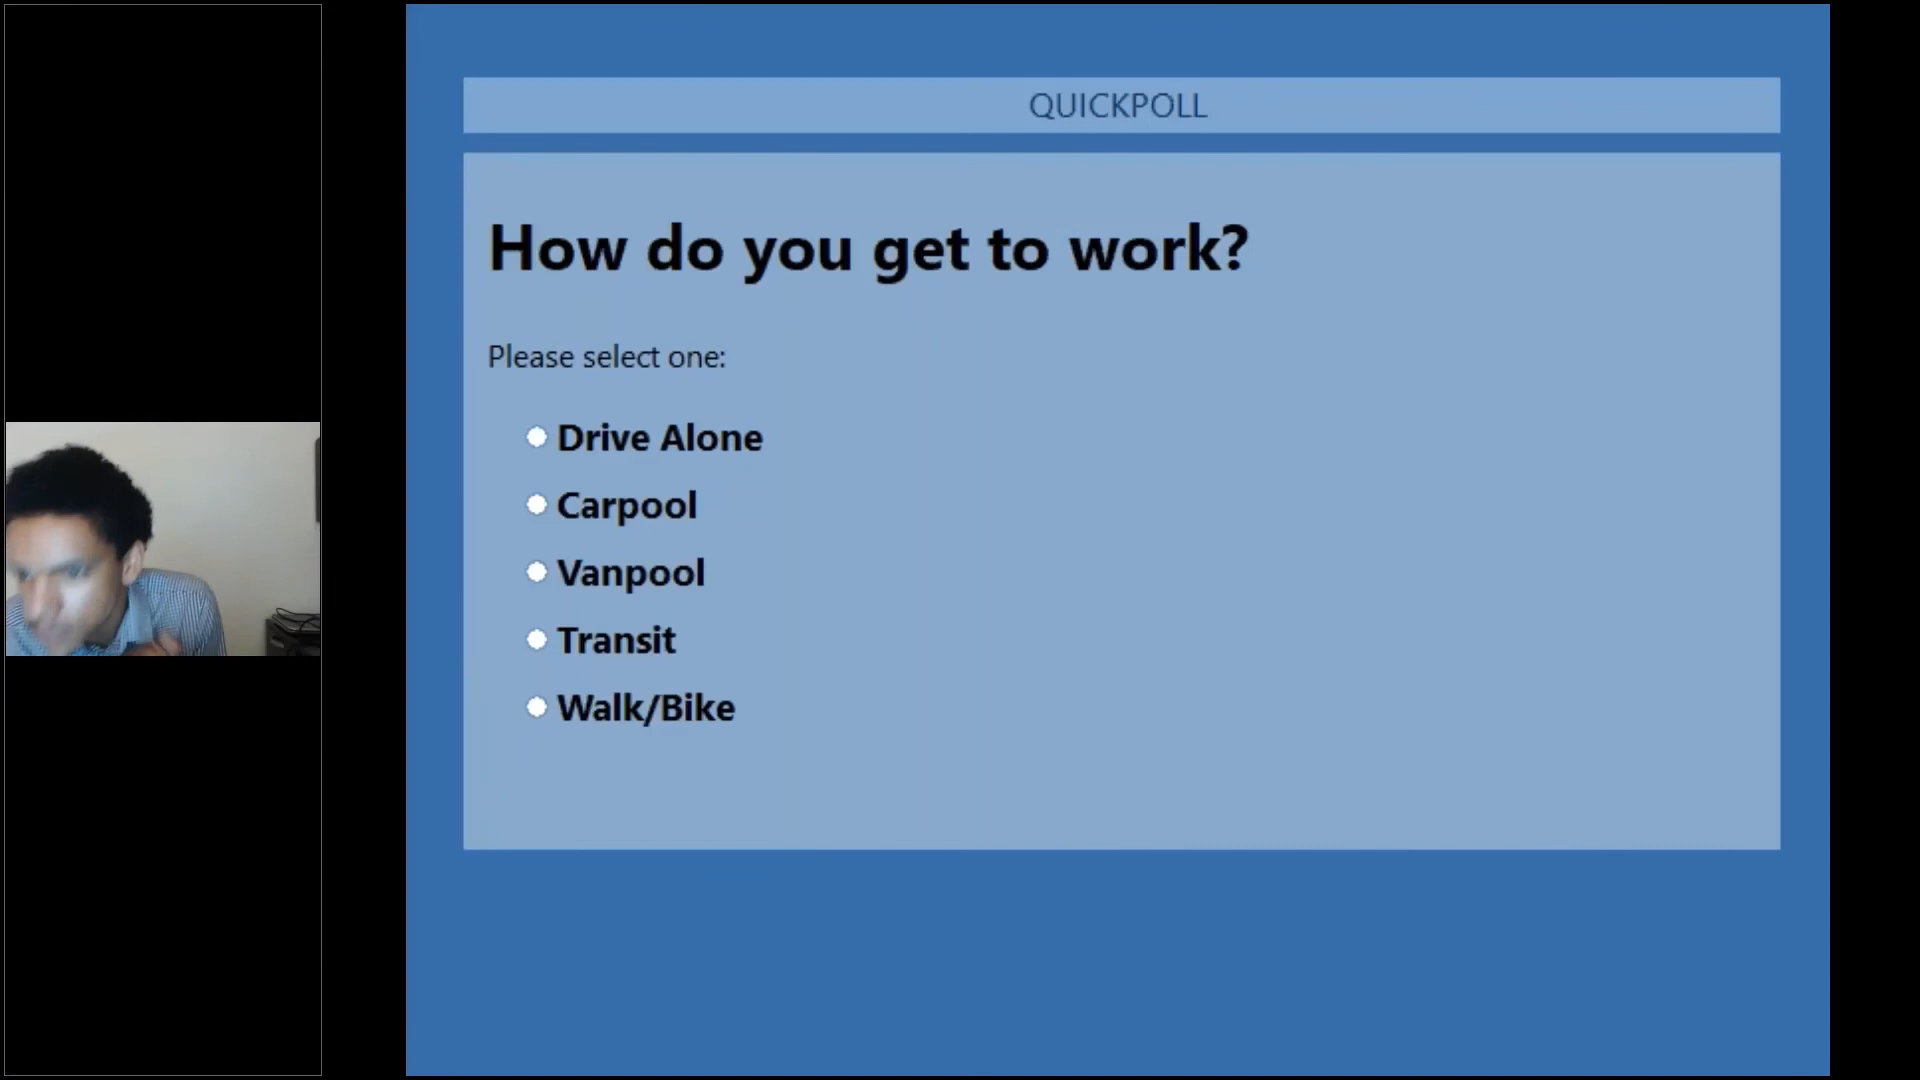 QUICKPOLL
How do you get to work?
Please select one:
Drive Alone
Carpool
Vanpool
Transit
Walk/Bike